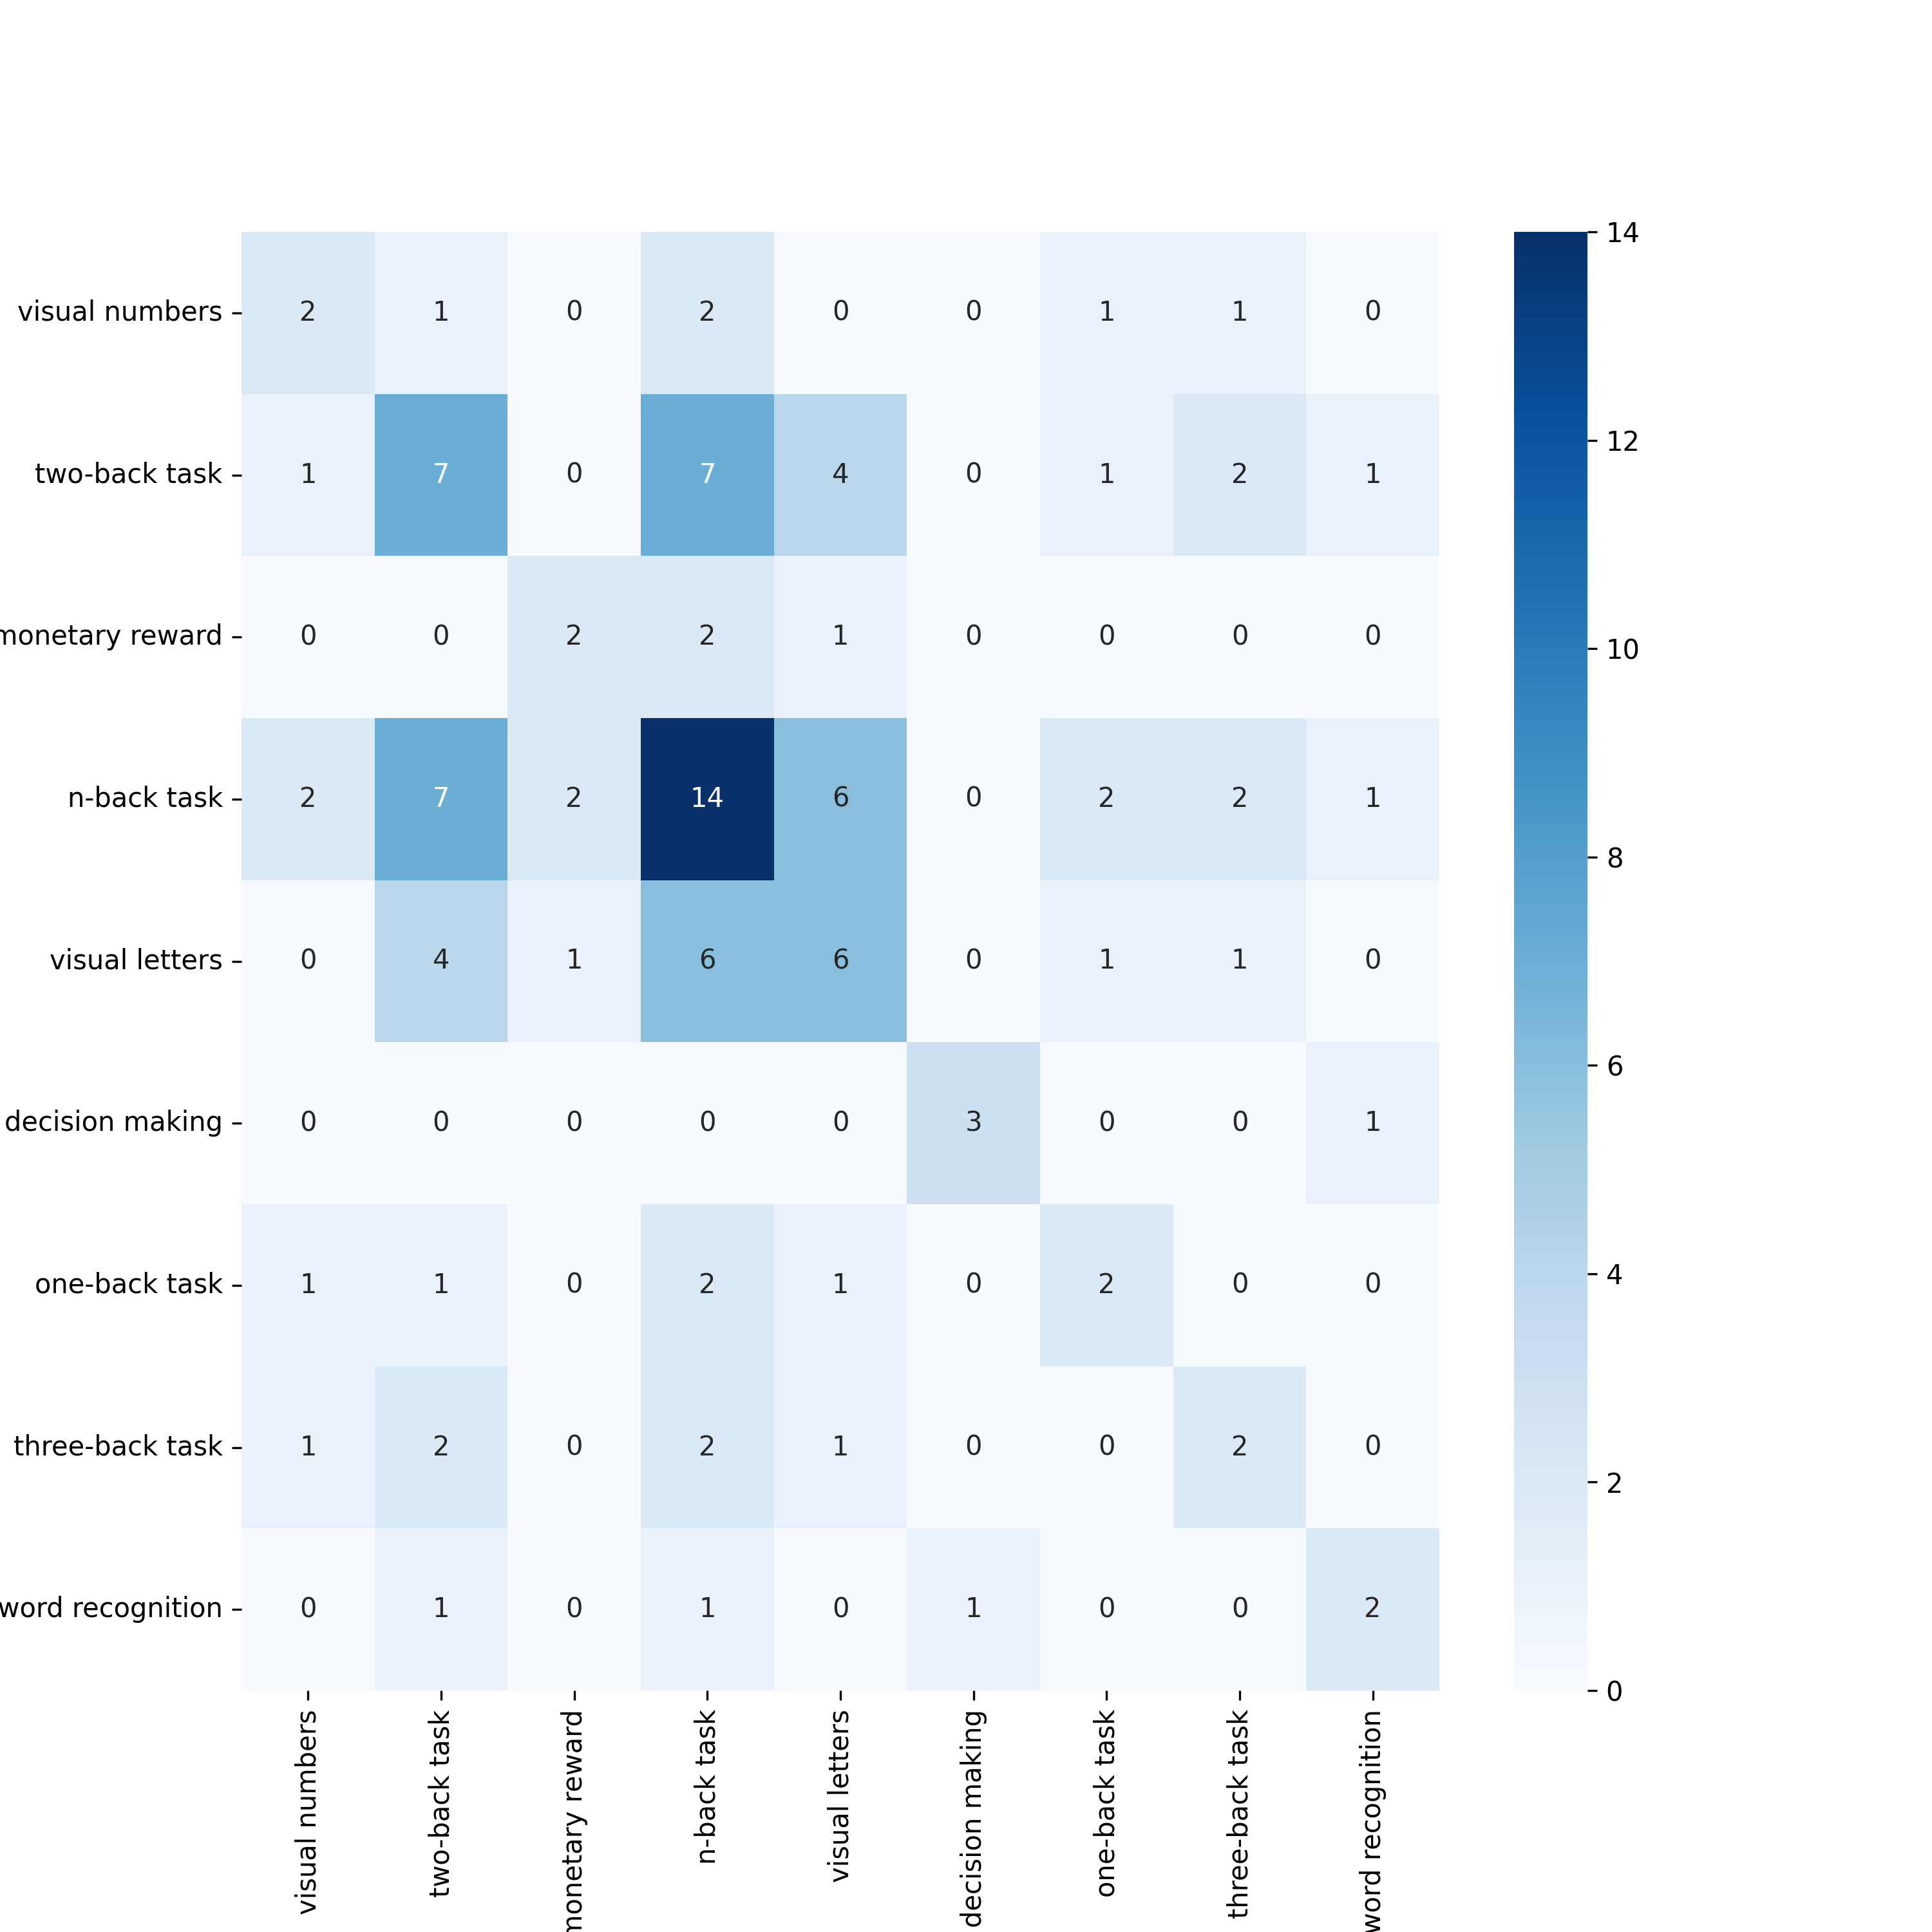 14
visual numbers 2 1 0 2 0 0 1 1 0
12
two-back task 1 7 0 7 4 0 1 2 1
monetary reward 0 0 2 2 1 0 0 0 0
10
n-back task 2 7 2 14 6 0 2 2 1
8
visual letters 0 4 1 6 6 0 1 1 0
6
decision making 0 0 0 0 0 3 0 0 1
4
one-back task 1 1 0 2 1 0 2 0 0
three-back task 1 2 0 2 1 0 0 2 0
2
word recognition 0 1 0 1 0 1 0 0 2
0
visual numbers
two-back task
monetary reward
n-back task
visual letters
decision making
one-back task
three-back task
word recognition